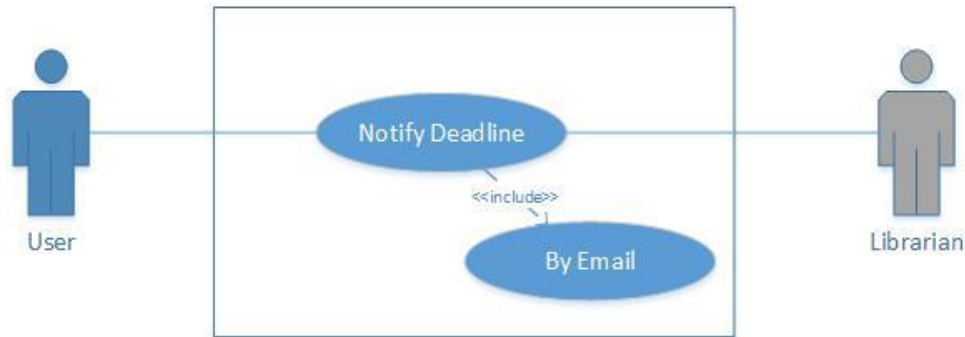 Notify Deadline
<<include>>
User
Librarian
By Email